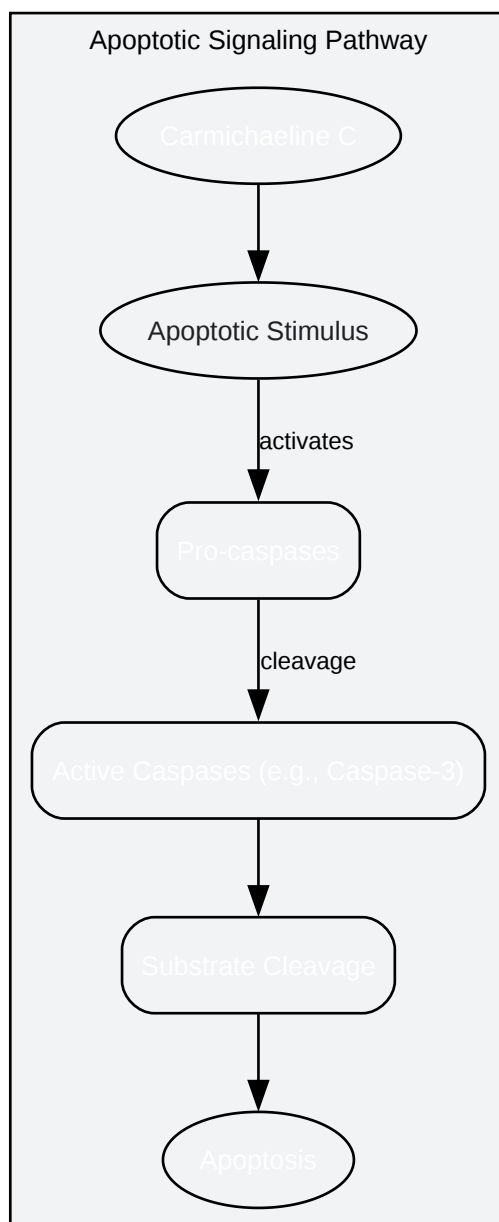 Apoptotic Signaling Pathway
Carmichaeline C
Apoptotic Stimulus
activates
Pro-caspases
cleavage
Active Caspases (e.g., Caspase-3)
Substrate Cleavage
Apoptosis